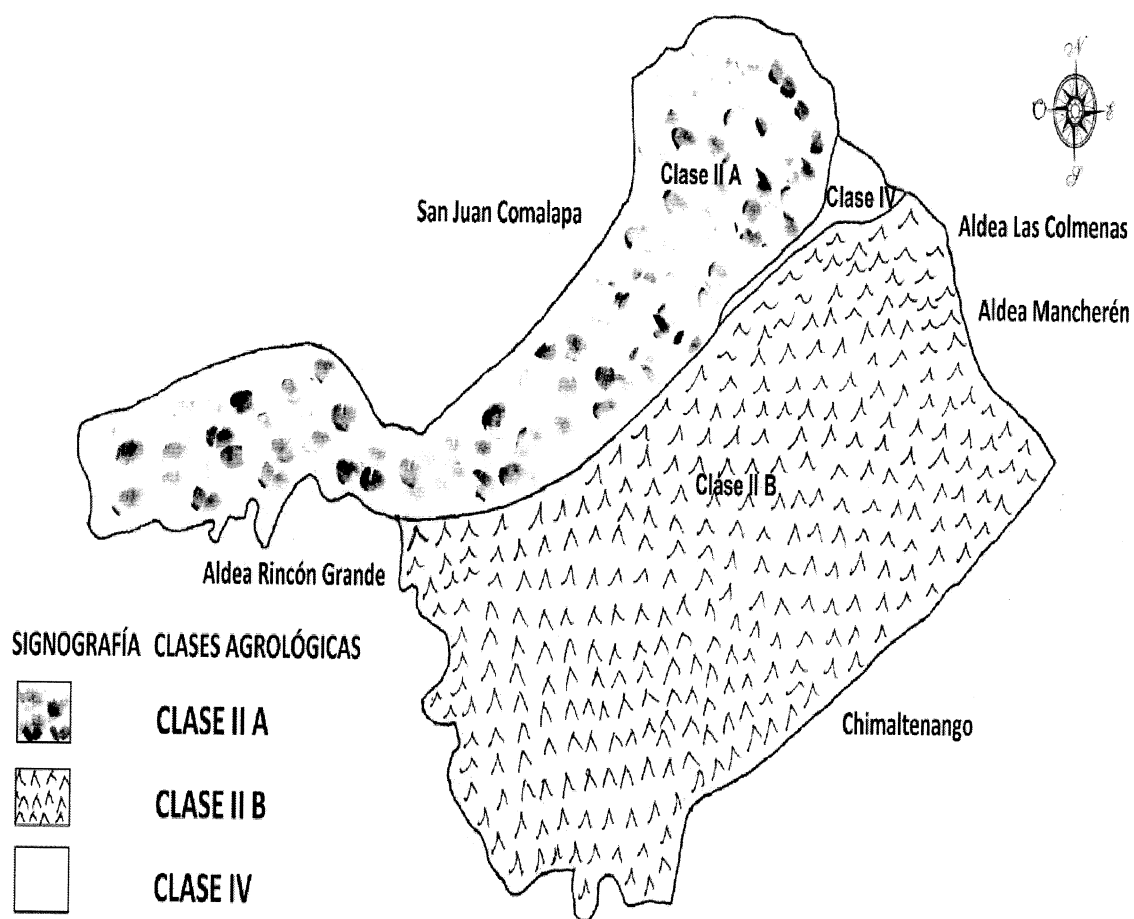 N
O E
S
Clase II A
Clase IV
San Juan Comalapa
Aldea Las Colmenas
Aldea Mancherén
Clase II B
Aldea Rincón Grande
SIGNOGRAFÍA CLASES AGROLÓGICAS
CLASE II A
Chimaltenango
CLASE II B
CLASE IV